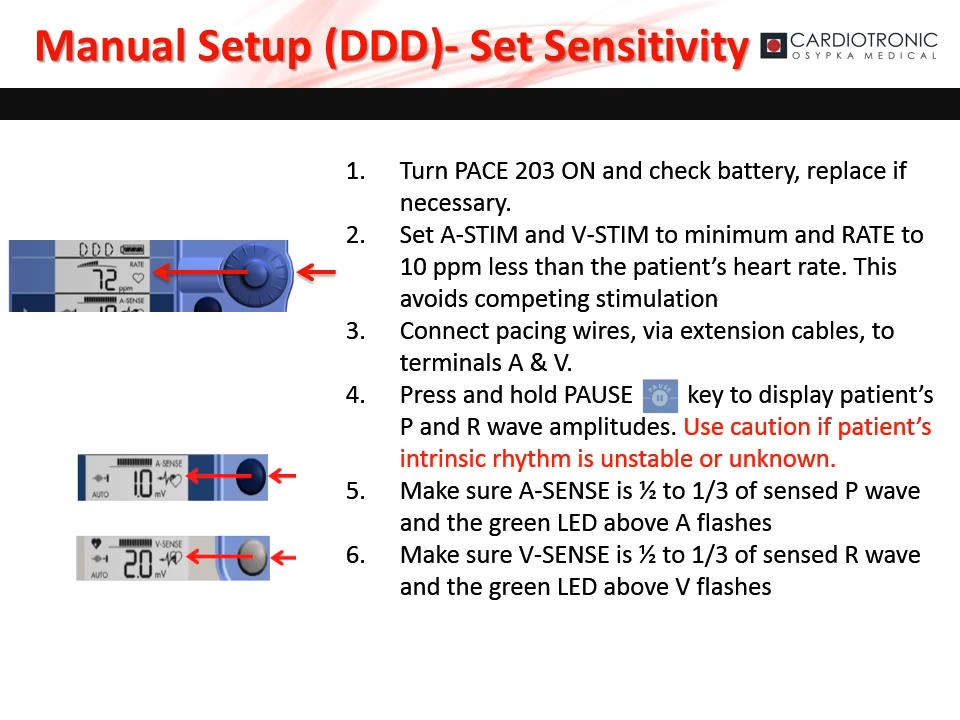 Manual Setup (DDD)- Set Sensitivity
CARDIOTRONIC
OSYPKA MEDICAL
1. Turn PACE 203 ON and check battery, replace if
necessary.
2. Set A-STIM and V-STIM to minimum and RATE to
10 ppm less than the patient’s heart rate. This
avoids competing stimulation
3. Connect pacing wires, via extension cables, to
terminals A & V.
4. Press and hold PAUSE PAUSE key to display patient’s
P and R wave amplitudes. Use caution if patient’s
intrinsic rhythm is unstable or unknown.
5. Make sure A-SENSE is ½ to 1/3 of sensed P wave
and the green LED above A flashes
6. Make sure V-SENSE is ½ to 1/3 of sensed R wave
and the green LED above V flashes
DDD
RATE
72 ppm
A-SENSE
A-SENSE
AUTO 1.0 mV
V-SENSE
AUTO 2.0 mV